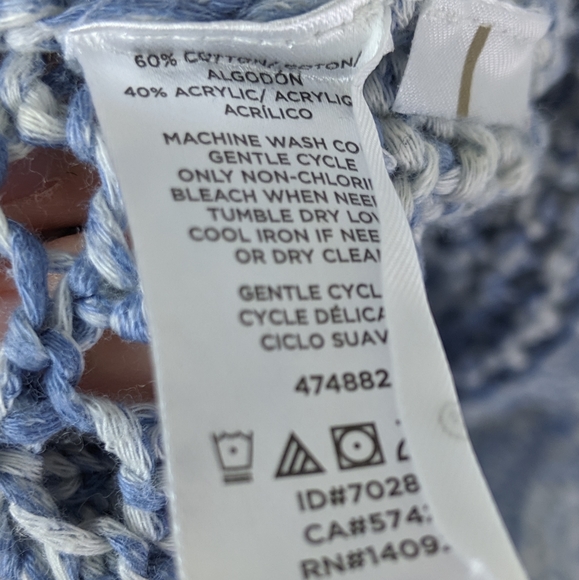 60% COTTON/ COTON/
ALGODÓN
40% ACRYLIC/ ACRYLIQ
ACRÍLICO
MACHINE WASH CO
GENTLE CYCLE
ONLY NON-CHLORI
BLEACH WHEN NEE
TUMBLE DRY LO
COOL IRON IF NEE
OR DRY CLEA
GENTLE CYCL
CYCLE DÉLICA
CICLO SUAV
474882
ID#7028
CA#574
RN#1409